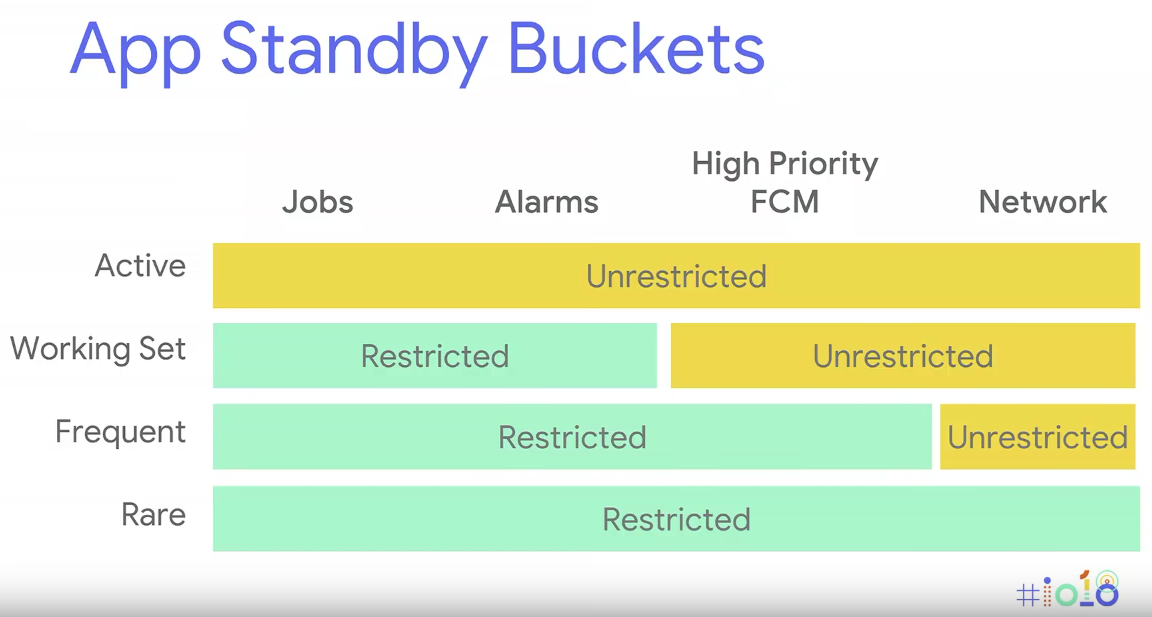 App Standby Buckets
High Priority
Jobs Alarms FCM Network
Active Unrestricted
Working Set Restricted Unrestricted
Frequent Restricted Unrestricted
Rare Restricted
#io18